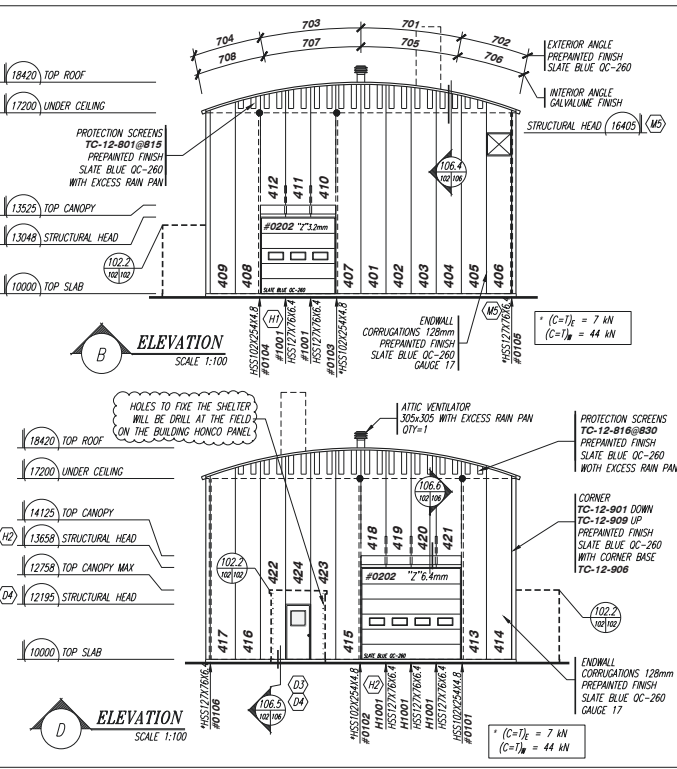 704
703
701
702
708
707
705
706
EXTERIOR ANGLE
PREPAINTED FINISH
SLATE BLUE QC-260
INTERIOR ANGLE
GALVALUME FINISH
18420 TOP ROOF
17200 UNDER CEILING
STRUCTURAL HEAD 16405 M5
PROTECTION SCREENS
TC-12-801@815
PREPAINTED FINISH
SLATE BLUE QC-260
WITH EXCESS RAIN PAN
106.4
102 106
412
411
410
13525 TOP CANOPY
13048 STRUCTURAL HEAD
#0202 "Z"3.2mm
102.2
102 102
409
408
407
401
402
403
404
405
406
10000 TOP SLAB
SLATE BLUE QC-260
B
ELEVATION
SCALE 1:100
HSS102X254X4.8
#0104
H1
#1001
HSS127X76X6.4
#1001
HSS127X76X6.4
#0103
*HSS102X254X4.8
ENDWALL
CORRUGATIONS 128mm
PREPAINTED FINISH
SLATE BLUE QC-260
GAUGE 17
M5
*HSS127X76X6.4
#0105
* (C=T)E = 7 kN
(C=T)W = 44 kN
HOLES TO FIXE THE SHELTER
WILL BE DRILL AT THE FIELD
ON THE BUILDING HONCO PANEL
ATTIC VENTILATOR
305x305 WITH EXCESS RAIN PAN
QTY=1
PROTECTION SCREENS
TC-12-816@830
PREPAINTED FINISH
SLATE BLUE QC-260
WOTH EXCESS RAIN PAN
18420 TOP ROOF
17200 UNDER CEILING
106.6
102 106
CORNER
TC-12-901 DOWN
TC-12-909 UP
PREPAINTED FINISH
SLATE BLUE QC-260
WITH CORNER BASE
TC-12-906
14125 TOP CANOPY
H2 13658 STRUCTURAL HEAD
12758 TOP CANOPY MAX
D4 12195 STRUCTURAL HEAD
418
419
420
421
102.2
102 102
422
424
423
#0202 "Z"6.4mm
102.2
102 102
417
416
415
413
414
10000 TOP SLAB
SLATE BLUE QC-260
ENDWALL
CORRUGATIONS 128mm
PREPAINTED FINISH
SLATE BLUE QC-260
GAUGE 17
D
ELEVATION
SCALE 1:100
*HSS127X76X6.4
#0106
106.5
102 106
D3
D4
*HSS102X254X4.8
#0102
H2
H1001
HSS127X76X6.4
H1001
HSS127X76X6.4
H1001
HSS127X76X6.4
#0101
*HSS102X254X4.8
* (C=T)E = 7 kN
(C=T)W = 44 kN